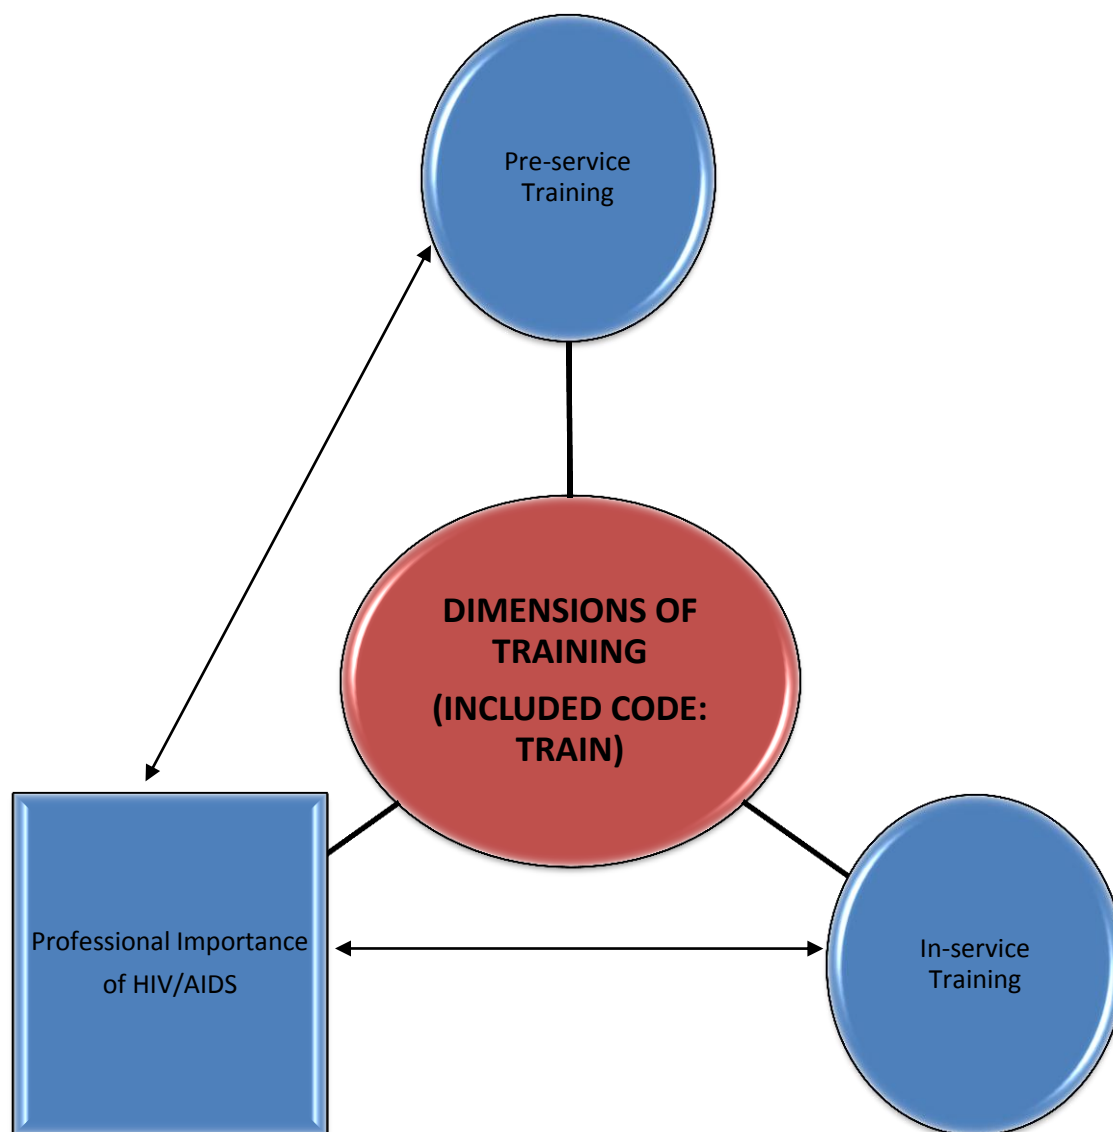 Pre-service
Training
DIMENSIONS OF
TRAINING
(INCLUDED CODE:
TRAIN)
Professional Importance
of HIV/AIDS
In-service
Training